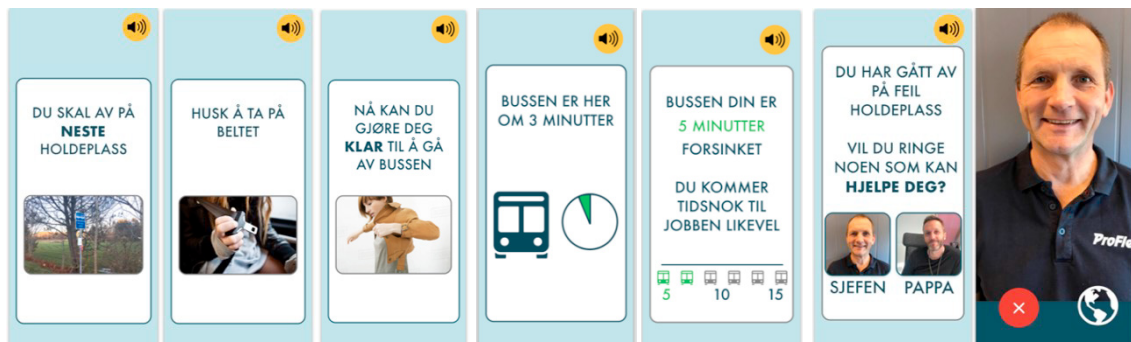 DU SKAL AV PÅ
NESTE
HOLDEPLASS
HUSK Å TA PÅ
BELTET
NÅ KAN DU
GJØRE DEG
KLAR TIL Å GÅ
AV BUSSEN
BUSSEN ER HER
OM 3 MINUTTER
BUSSEN DIN ER
5 MINUTTER
FORSINKET
DU KOMMER
TIDSNOK TIL
JOBBEN LIKEVEL
5 10 15
DU HAR GÅTT AV
PÅ FEIL
HOLDEPLASS
VIL DU RINGE
NOEN SOM KAN
HJELPE DEG?
SJEFEN PAPPA